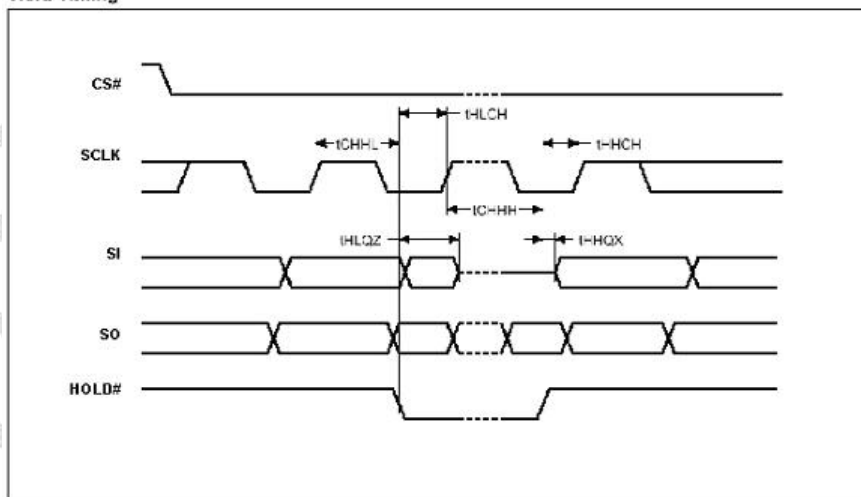 CS#
tHLCH
tCHHL
tHHCH
SCLK
tCHHH
tHLQZ
tHHQX
SI
SO
HOLD#